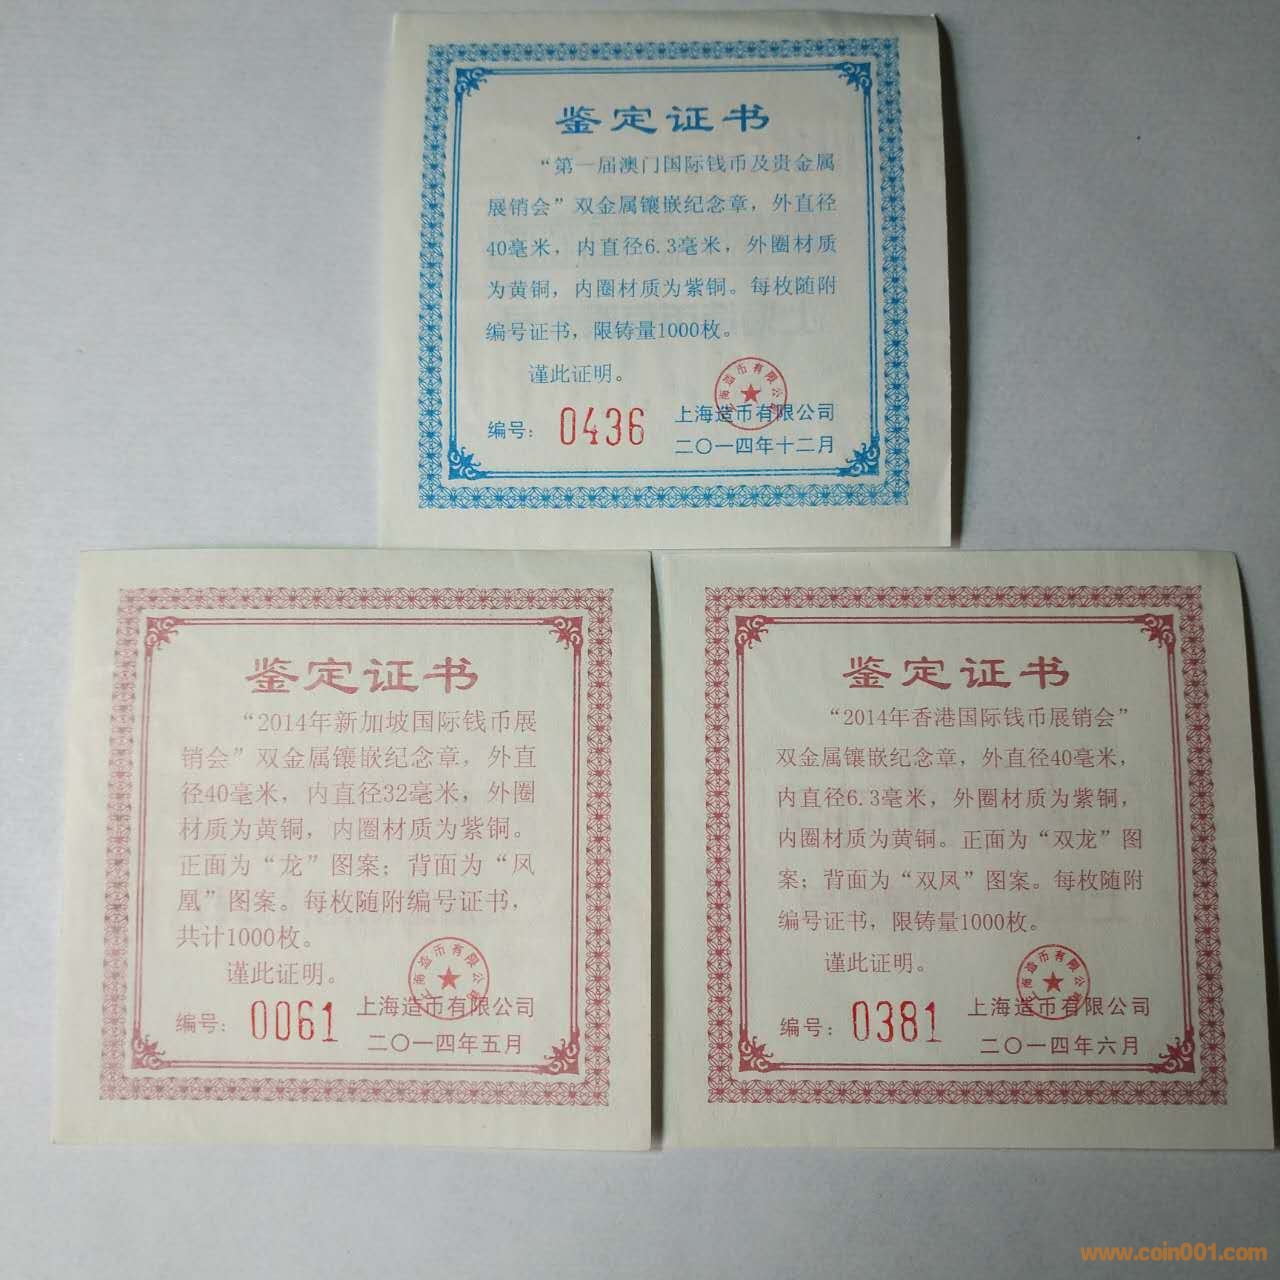 鉴定证书
“第一届澳门国际钱币及贵金属
展销会”双金属镶嵌纪念章，外直径
40毫米，内直径6.3毫米，外圈材质
为黄铜，内圈材质为紫铜。每枚随附
编号证书，限铸量1000枚。
谨此证明。
编号：0436
上海造币有限公司
二〇一四年十二月
鉴定证书
“2014年新加坡国际钱币展
销会”双金属镶嵌纪念章，外直
径40毫米，内直径32毫米，外圈
材质为黄铜，内圈材质为紫铜。
正面为“龙”图案；背面为“凤
凰”图案。每枚随附编号证书，
共计1000枚。
谨此证明。
编号：0061
上海造币有限公司
二〇一四年五月
鉴定证书
“2014年香港国际钱币展销会”
双金属镶嵌纪念章，外直径40毫米，
内直径6.3毫米，外圈材质为紫铜，
内圈材质为黄铜。正面为“双龙”图
案；背面为“双凤”图案。每枚随附
编号证书，限铸量1000枚。
谨此证明。
编号：0381
上海造币有限公司
二〇一四年六月
www.coin001.com